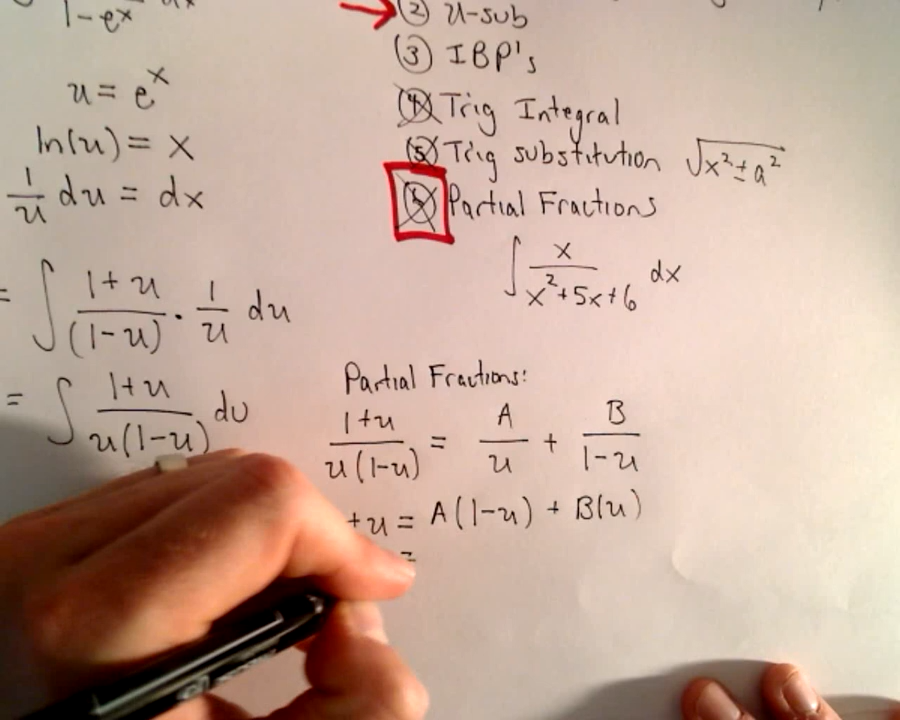 1 - eˣ
u = eˣ
ln(u) = x
1/u du = dx
= ∫ 1+u/(1-u) · 1/u du
= ∫ 1+u/u(1-u) du
② U-sub
③ IBP's
④ Trig Integral
⑤ Trig substitution √x²±a²
Partial Fractions
∫ x/x²+5x+6 dx
Partial Fractions:
1+u/u(1-u) = A/u + B/1-u
+u = A(1-u) + B(u)
=